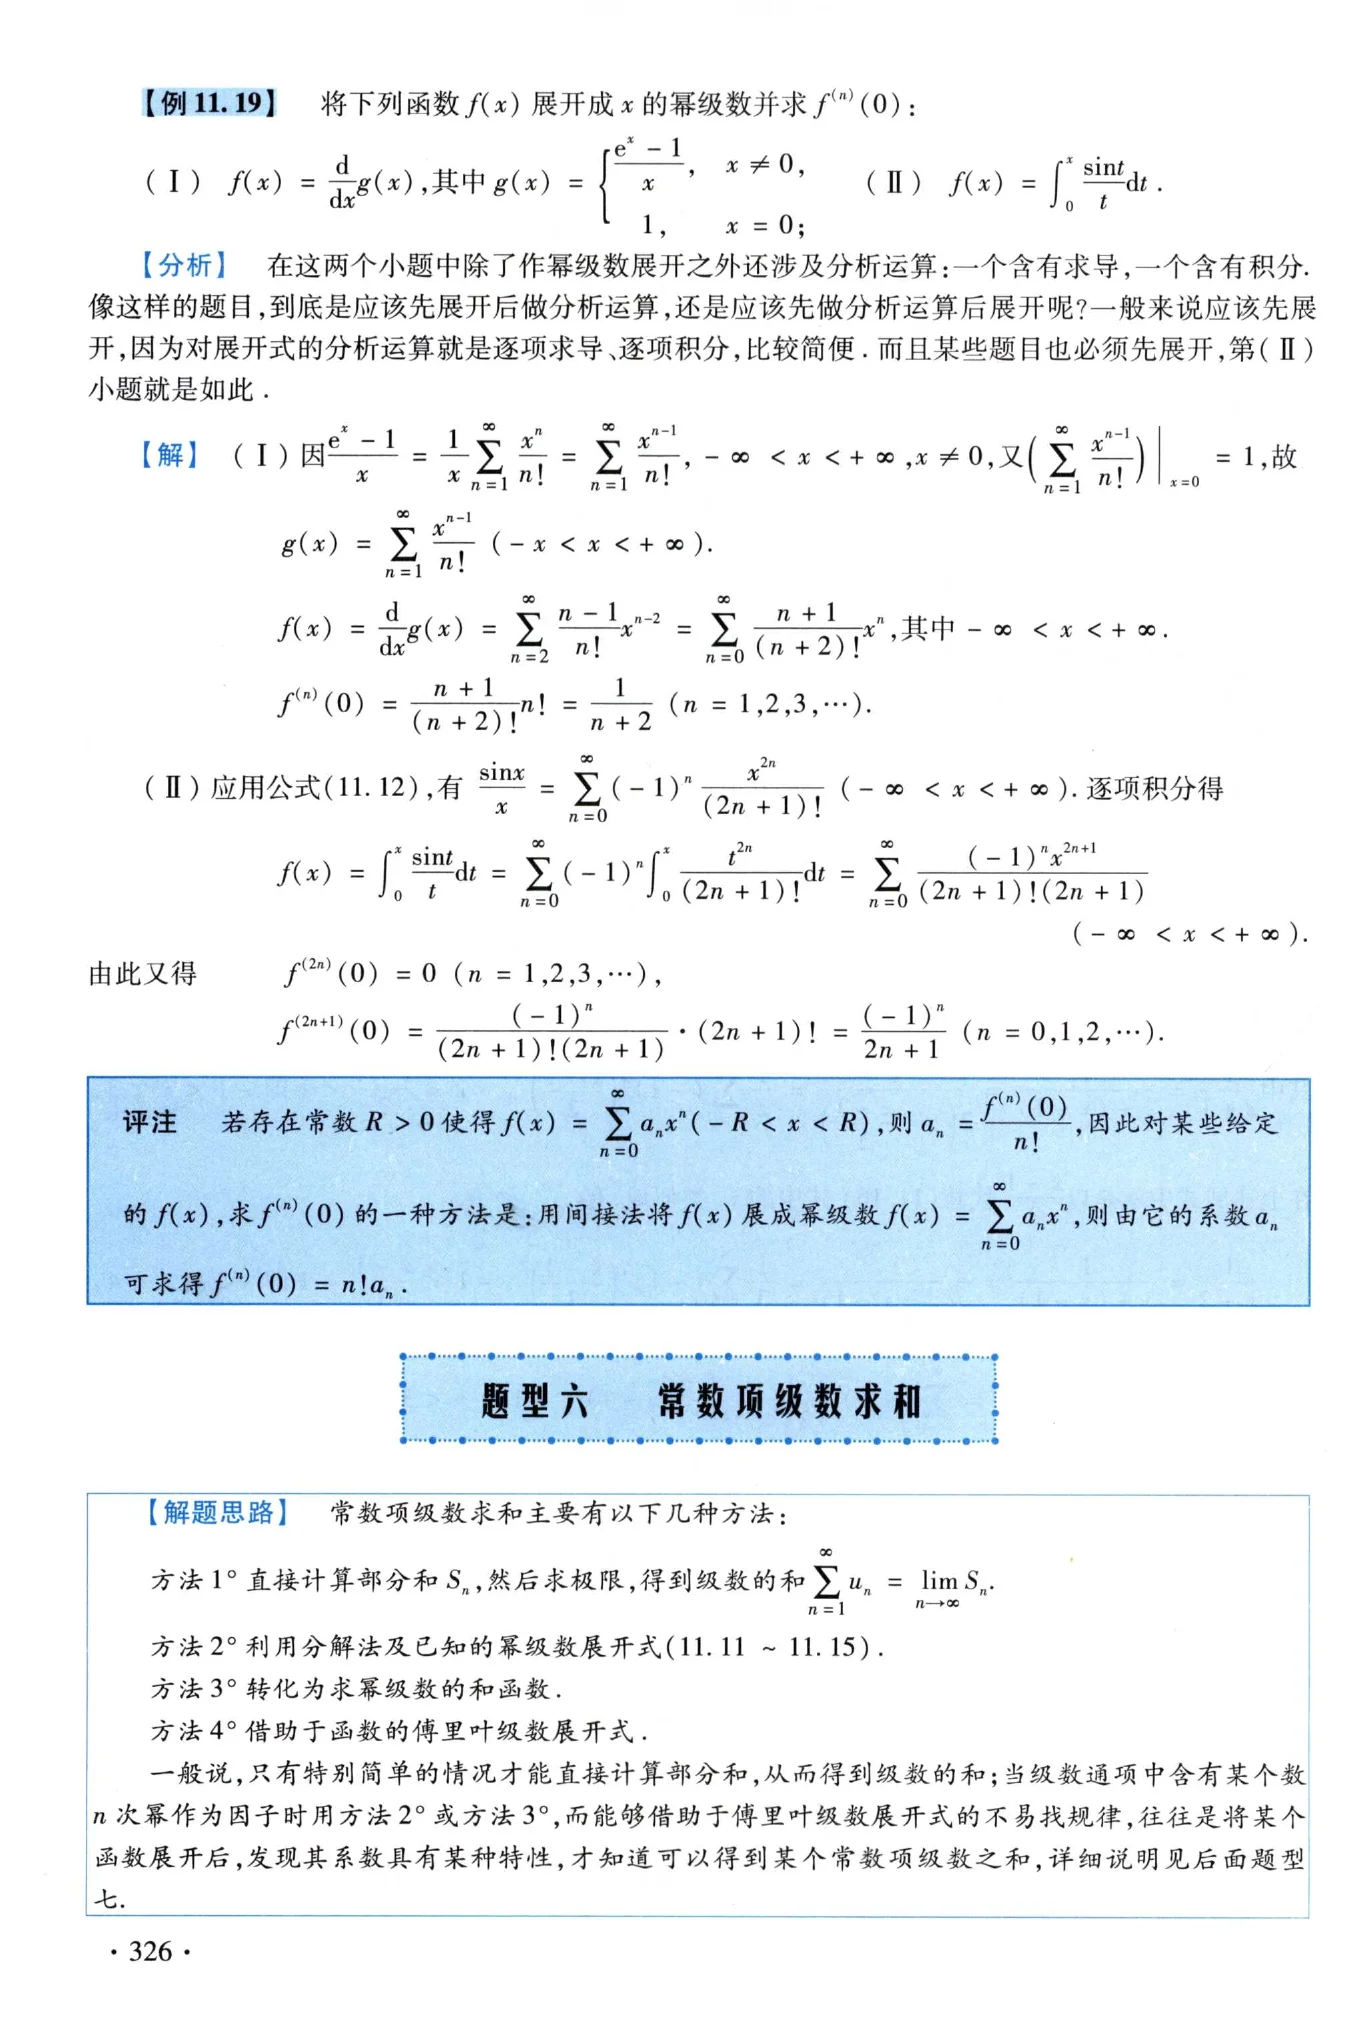 【例11.19】 将下列函数 f(x) 展开成 x 的幂级数并求 f⁽ⁿ⁾(0):
(Ⅰ) $f(x) = \frac{d}{dx}g(x)$,其中 $g(x) = \begin{cases} \frac{e^x - 1}{x}, & x \neq 0, \\ 1, & x = 0; \end{cases}$ (Ⅱ) $f(x) = \int_0^x \frac{\sin t}{t}dt$.
【分析】 在这两个小题中除了作幂级数展开之外还涉及分析运算:一个含有求导,一个含有积分.
像这样的题目,到底是应该先展开后做分析运算,还是应该先做分析运算后展开呢?一般来说应该先展
开,因为对展开式的分析运算就是逐项求导、逐项积分,比较简便.而且某些题目也必须先展开,第(Ⅱ)
小题就是如此.
【解】 (Ⅰ)因$\frac{e^x - 1}{x} = \frac{1}{x}\sum_{n=1}^{\infty}\frac{x^n}{n!} = \sum_{n=1}^{\infty}\frac{x^{n-1}}{n!}, -\infty < x < +\infty, x \neq 0$,又$\left(\sum_{n=1}^{\infty}\frac{x^{n-1}}{n!}\right)\Big|_{x=0} = 1$,故
$g(x) = \sum_{n=1}^{\infty}\frac{x^{n-1}}{n!}$ $(-x < x < +\infty)$.
$f(x) = \frac{d}{dx}g(x) = \sum_{n=2}^{\infty}\frac{n-1}{n!}x^{n-2} = \sum_{n=0}^{\infty}\frac{n+1}{(n+2)!}x^n$,其中 $-\infty < x < +\infty$.
$f^{(n)}(0) = \frac{n+1}{(n+2)!}n! = \frac{1}{n+2}$ $(n = 1,2,3,\cdots)$.
(Ⅱ)应用公式(11.12),有 $\frac{\sin x}{x} = \sum_{n=0}^{\infty}(-1)^n\frac{x^{2n}}{(2n+1)!}$ $(-\infty < x < +\infty)$.逐项积分得
$f(x) = \int_0^x \frac{\sin t}{t}dt = \sum_{n=0}^{\infty}(-1)^n\int_0^x \frac{t^{2n}}{(2n+1)!}dt = \sum_{n=0}^{\infty}\frac{(-1)^n x^{2n+1}}{(2n+1)!(2n+1)}$
$(-\infty < x < +\infty)$.
由此又得 $f^{(2n)}(0) = 0$ $(n = 1,2,3,\cdots)$,
$f^{(2n+1)}(0) = \frac{(-1)^n}{(2n+1)!(2n+1)} \cdot (2n+1)! = \frac{(-1)^n}{2n+1}$ $(n = 0,1,2,\cdots)$.
评注 若存在常数 R > 0 使得 $f(x) = \sum_{n=0}^{\infty}a_n x^n(-R < x < R)$,则 $a_n = \frac{f^{(n)}(0)}{n!}$,因此对某些给定
的 f(x),求 $f^{(n)}(0)$ 的一种方法是:用间接法将 f(x) 展成幂级数 $f(x) = \sum_{n=0}^{\infty}a_n x^n$,则由它的系数 $a_n$
可求得 $f^{(n)}(0) = n!a_n$.
题型六 常数项级数求和
【解题思路】 常数项级数求和主要有以下几种方法:
方法1° 直接计算部分和 $S_n$,然后求极限,得到级数的和 $\sum_{n=1}^{\infty}u_n = \lim_{n\to\infty}S_n$.
方法2° 利用分解法及已知的幂级数展开式(11.11 ~ 11.15).
方法3° 转化为求幂级数的和函数.
方法4° 借助于函数的傅里叶级数展开式.
一般说,只有特别简单的情况才能直接计算部分和,从而得到级数的和;当级数通项中含有某个数
n 次幂作为因子时用方法2° 或方法3°,而能够借助于傅里叶级数展开式的不易找规律,往往是将某个
函数展开后,发现其系数具有某种特性,才知道可以得到某个常数项级数之和,详细说明见后面题型
七.
· 326 ·